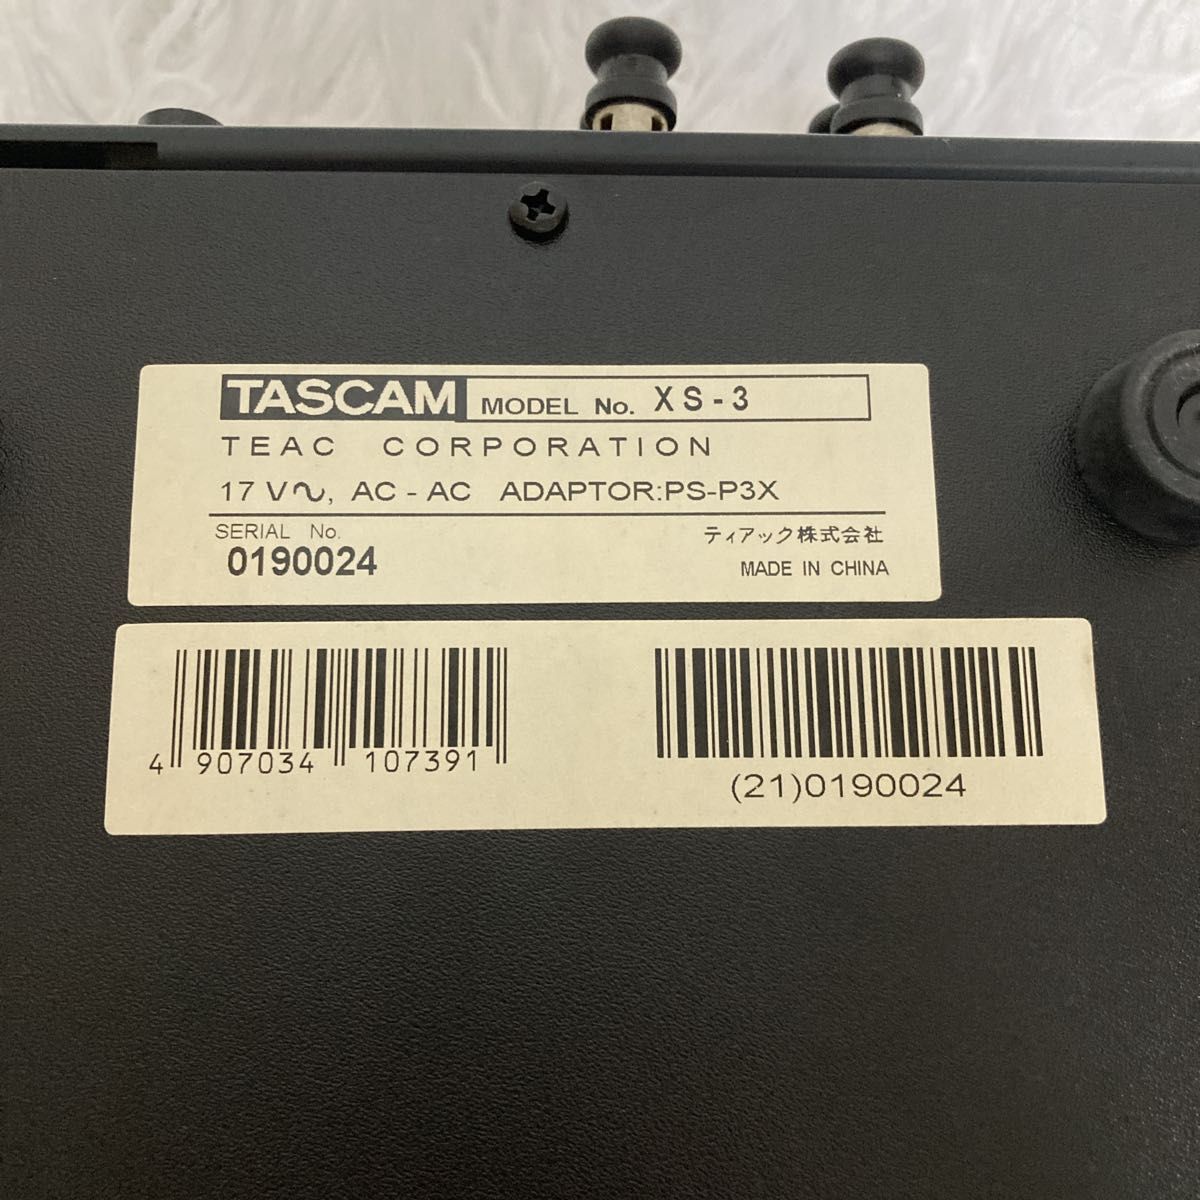 TASCAM MODEL No. XS-3
TEAC CORPORATION
17 V∿, AC - AC ADAPTOR:PS-P3X
SERIAL No. ティアック株式会社
0190024 MADE IN CHINA
4 907034 107391
(21)0190024